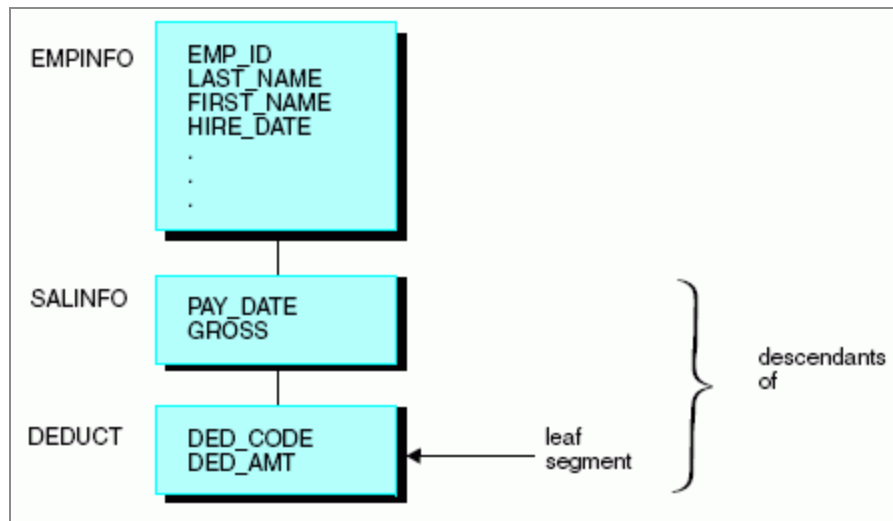 EMPINFO
EMP_ID
LAST_NAME
FIRST_NAME
HIRE_DATE
.
.
.
SALINFO
PAY_DATE
GROSS
descendants
of
DEDUCT
DED_CODE
DED_AMT
leaf
segment